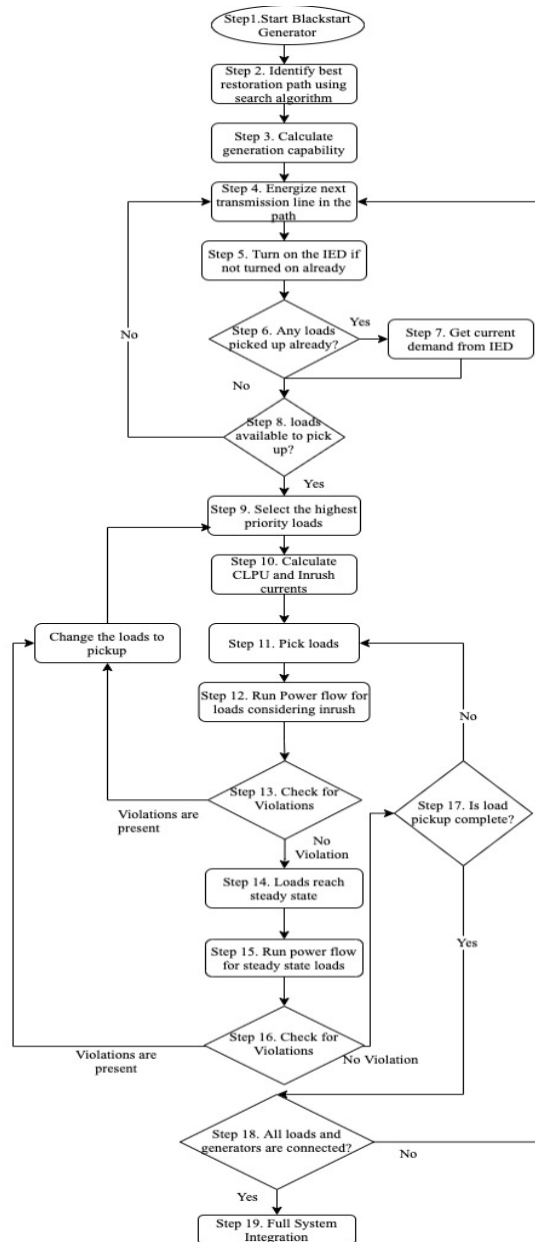 Step1.Start Blackstart
Generator
Step 2. Identify best
restoration path using
search algorithm
Step 3. Calculate
generation capability
Step 4. Energize next
transmission line in the
path
Step 5. Turn on the IED if
not turned on already
No
Step 6. Any loads
picked up already?
Yes
Step 7. Get current
demand from IED
No
Step 8. loads
available to pick
up?
Yes
Step 9. Select the highest
priority loads
Step 10. Calculate
CLPU and Inrush
currents
Change the loads to
pickup
Step 11. Pick loads
Step 12. Run Power flow for
loads considering inrush
No
Step 13. Check for
Violations
Violations are
present
No
Violation
Step 17. Is load
pickup complete?
Step 14. Loads reach
steady state
Step 15. Run power flow
for steady state loads
Yes
Step 16. Check for
Violations
Violations are
present
No Violation
Step 18. All loads and
generators are connected?
No
Yes
Step 19. Full System
Integration